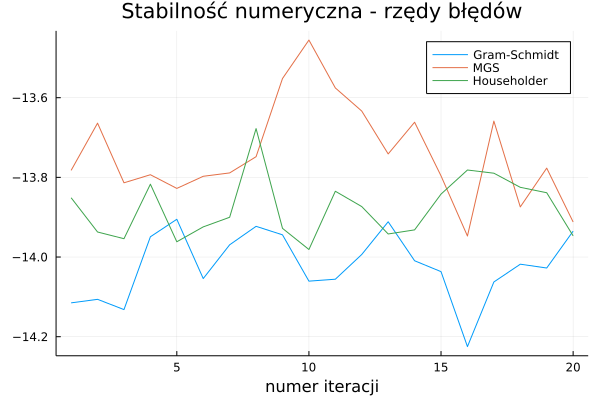 Stabilność numeryczna - rzędy błędów
Gram-Schmidt
MGS
Householder
−13.6
−13.8
−14.0
−14.2
5
10
15
20
numer iteracji